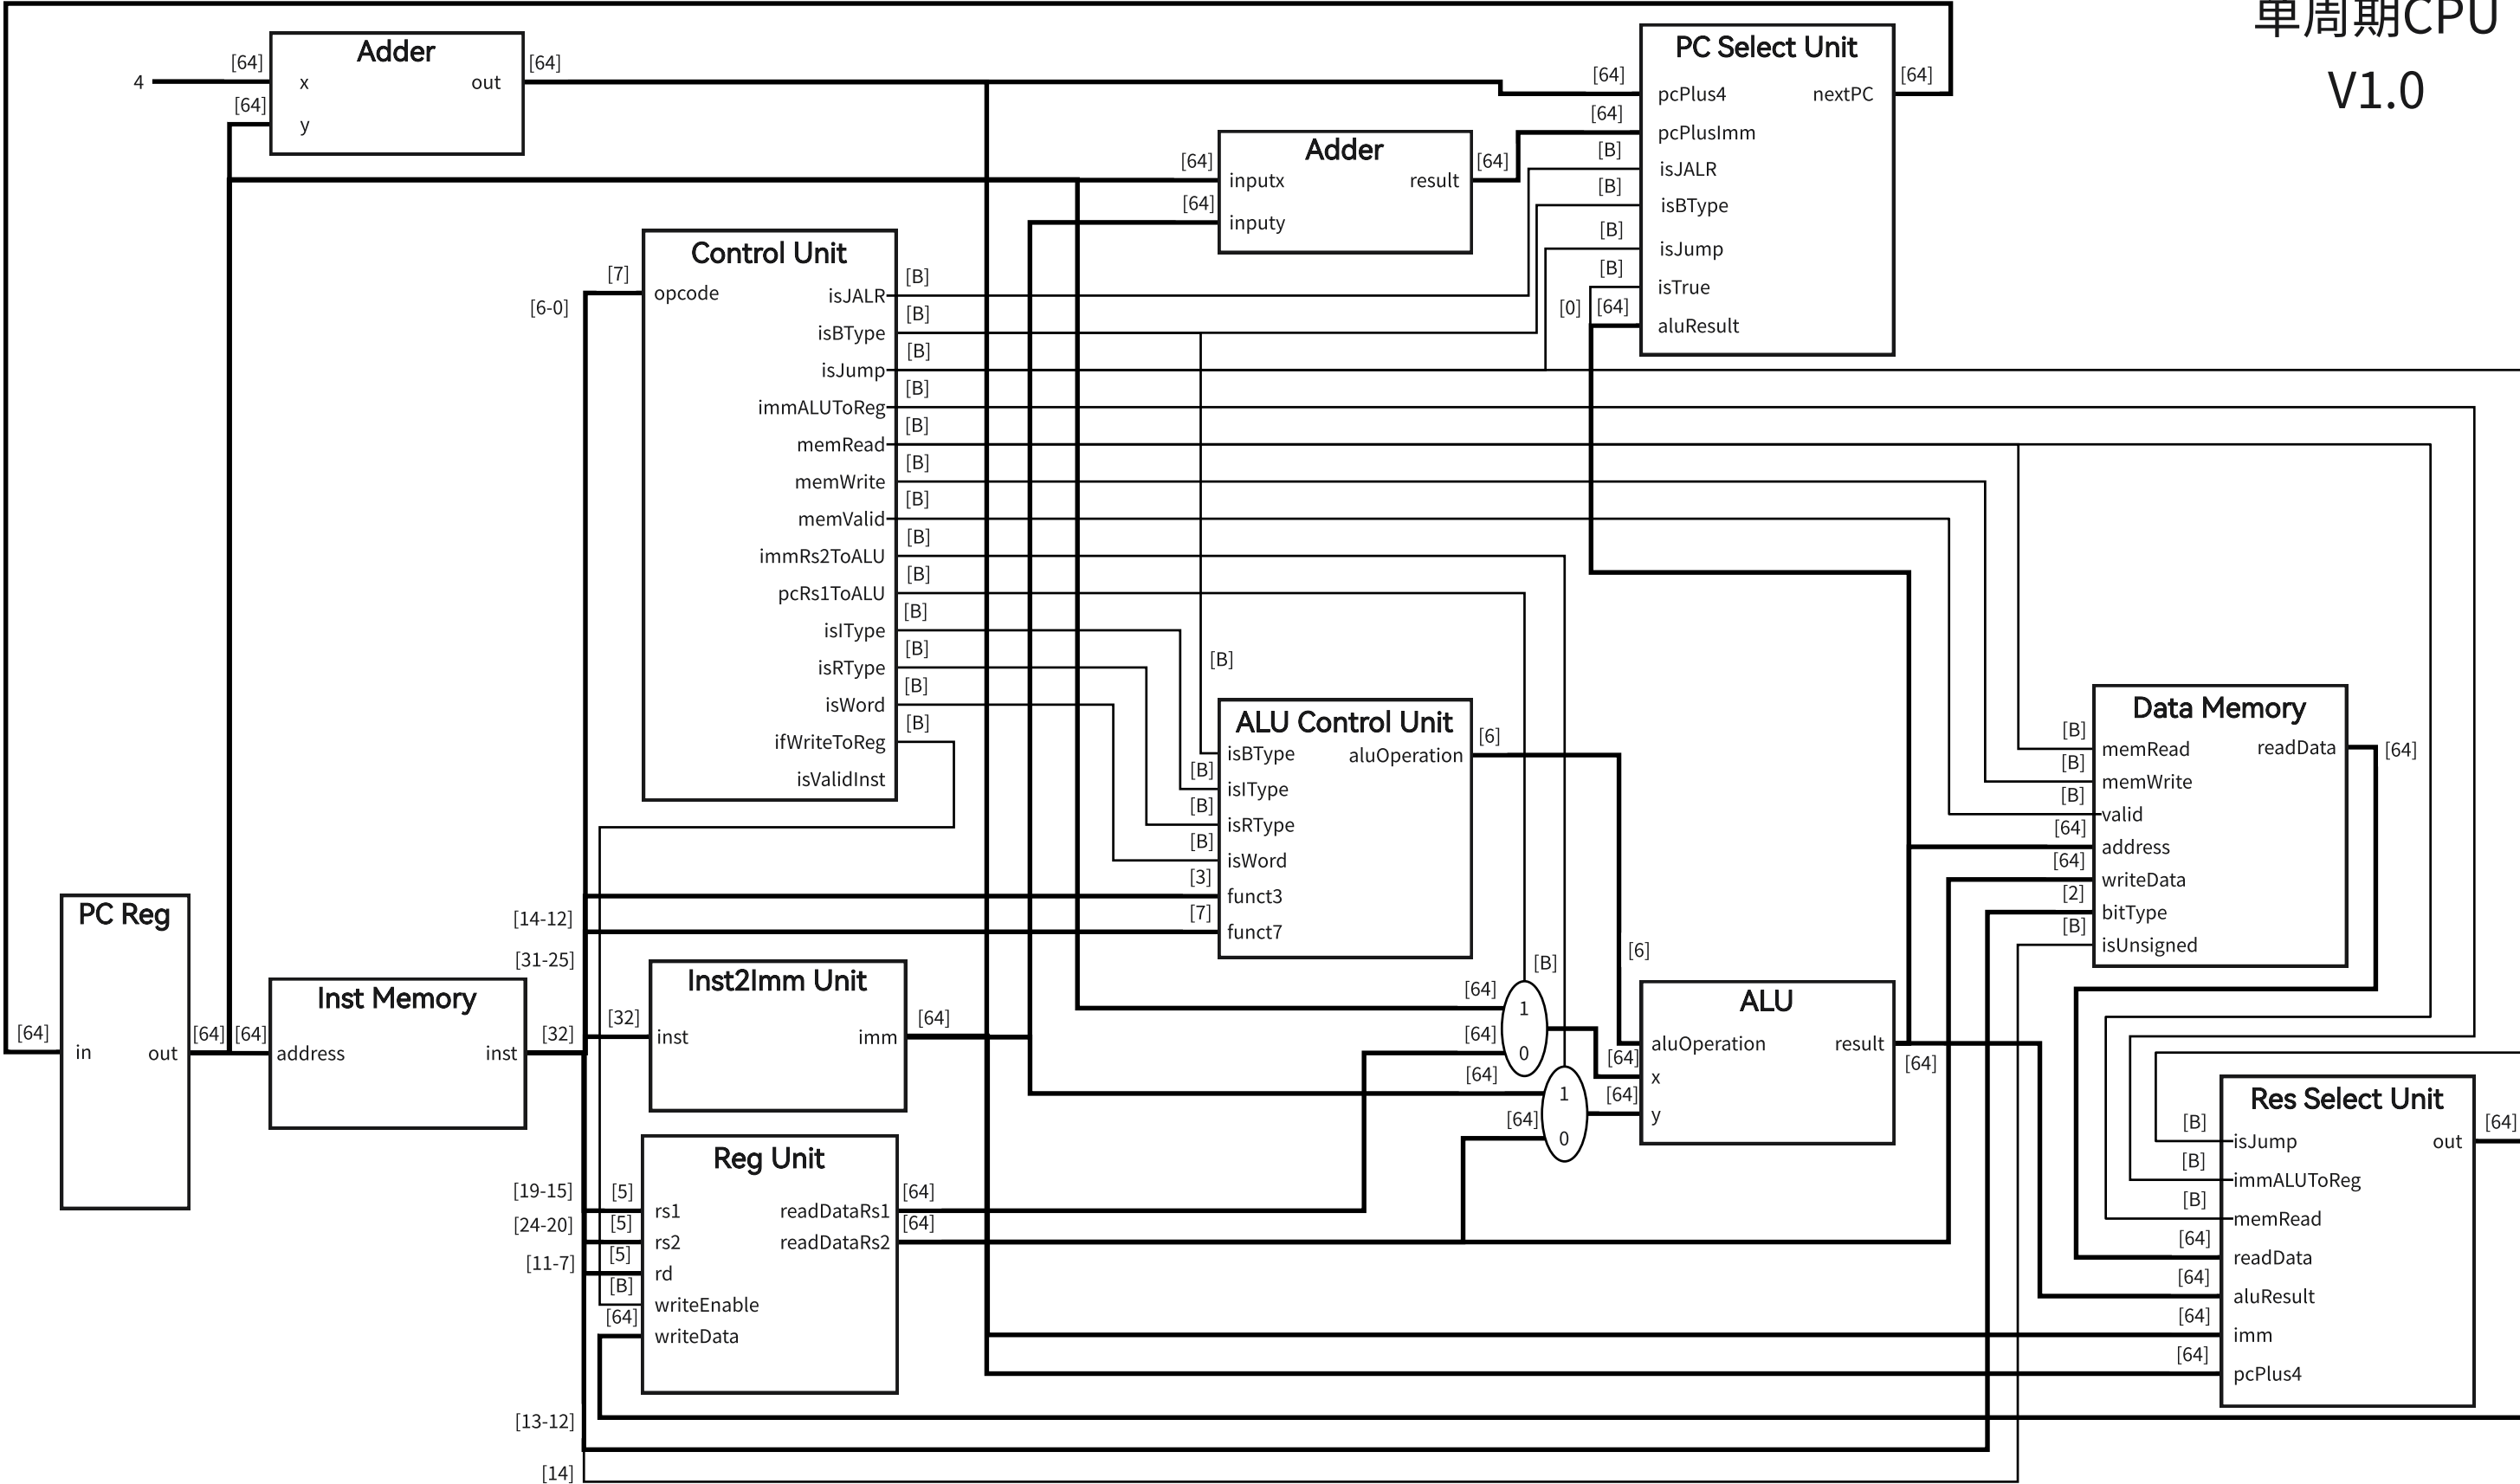 单周期CPU
V1.0
Adder
[64]
[64]
4
x
out
[64]
y
PC Select Unit
[64]
[64]
pcPlus4
nextPC
[64]
pcPlusImm
[B]
isJALR
[B]
isBType
[B]
isJump
[B]
isTrue
[0]
[64]
aluResult
Adder
[64]
[64]
inputx
result
[64]
inputy
Control Unit
[7]
[6-0]
opcode
[B]
isJALR
[B]
isBType
[B]
isJump
[B]
immALUToReg
[B]
memRead
[B]
memWrite
[B]
memValid
[B]
immRs2ToALU
[B]
pcRs1ToALU
[B]
isIType
[B]
isRType
[B]
isWord
[B]
ifWriteToReg
isValidInst
[B]
ALU Control Unit
[6]
isBType
aluOperation
[B]
isIType
[B]
isRType
[B]
isWord
[3]
funct3
[14-12]
[7]
funct7
[31-25]
Data Memory
[B]
memRead
readData
[64]
[B]
memWrite
[B]
valid
[64]
address
[64]
writeData
[2]
bitType
[B]
isUnsigned
PC Reg
[64]
in
out
[64]
Inst Memory
[64]
address
inst
[32]
Inst2Imm Unit
[32]
inst
imm
[64]
[B]
[6]
[64]
1
[64]
0
[64]
1
[64]
0
ALU
aluOperation
result
[64]
[64]
x
[64]
y
Reg Unit
[19-15]
[5]
rs1
readDataRs1
[64]
[24-20]
[5]
rs2
readDataRs2
[64]
[11-7]
[5]
rd
[B]
writeEnable
[64]
writeData
Res Select Unit
[B]
isJump
out
[64]
[B]
immALUToReg
[B]
memRead
[64]
readData
[64]
aluResult
[64]
imm
[64]
pcPlus4
[13-12]
[14]